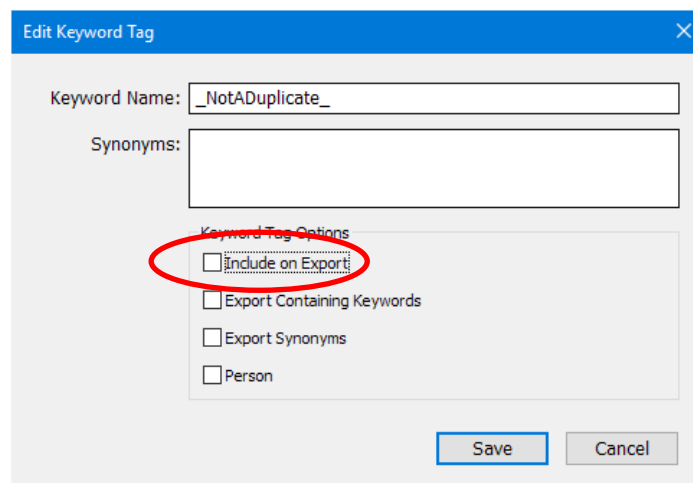 Edit Keyword Tag
Keyword Name: _NotADuplicate_
Synonyms:
Keyword Tag Options
Include on Export
Export Containing Keywords
Export Synonyms
Person
Save Cancel